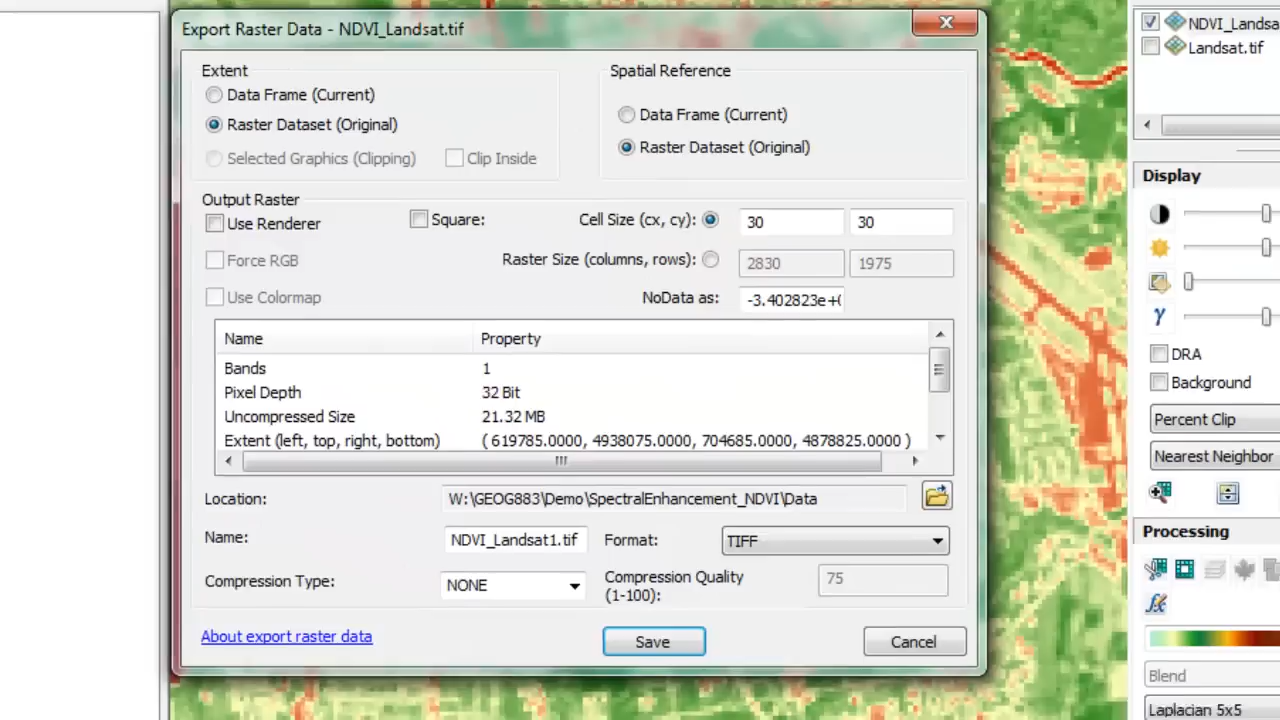 Export Raster Data - NDVI_Landsat.tif
Extent
Data Frame (Current)
Raster Dataset (Original)
Selected Graphics (Clipping)
Clip Inside
Spatial Reference
Data Frame (Current)
Raster Dataset (Original)
Output Raster
Use Renderer
Square:
Cell Size (cx, cy):
30
30
Force RGB
Raster Size (columns, rows):
2830
1975
Use Colormap
NoData as:
-3.402823e+(
Name
Property
Bands
1
Pixel Depth
32 Bit
Uncompressed Size
21.32 MB
Extent (left, top, right, bottom)
( 619785.0000, 4938075.0000, 704685.0000, 4878825.0000 )
Location:
W:\GEOG883\Demo\SpectralEnhancement_NDVI\Data
Name:
NDVI_Landsat1.tif
Format:
TIFF
Compression Type:
NONE
Compression Quality
(1-100):
75
About export raster data
Save
Cancel
NDVI_Landsa
Landsat.tif
Display
γ
DRA
Background
Percent Clip
Nearest Neighbor
Processing
Blend
Laplacian 5x5